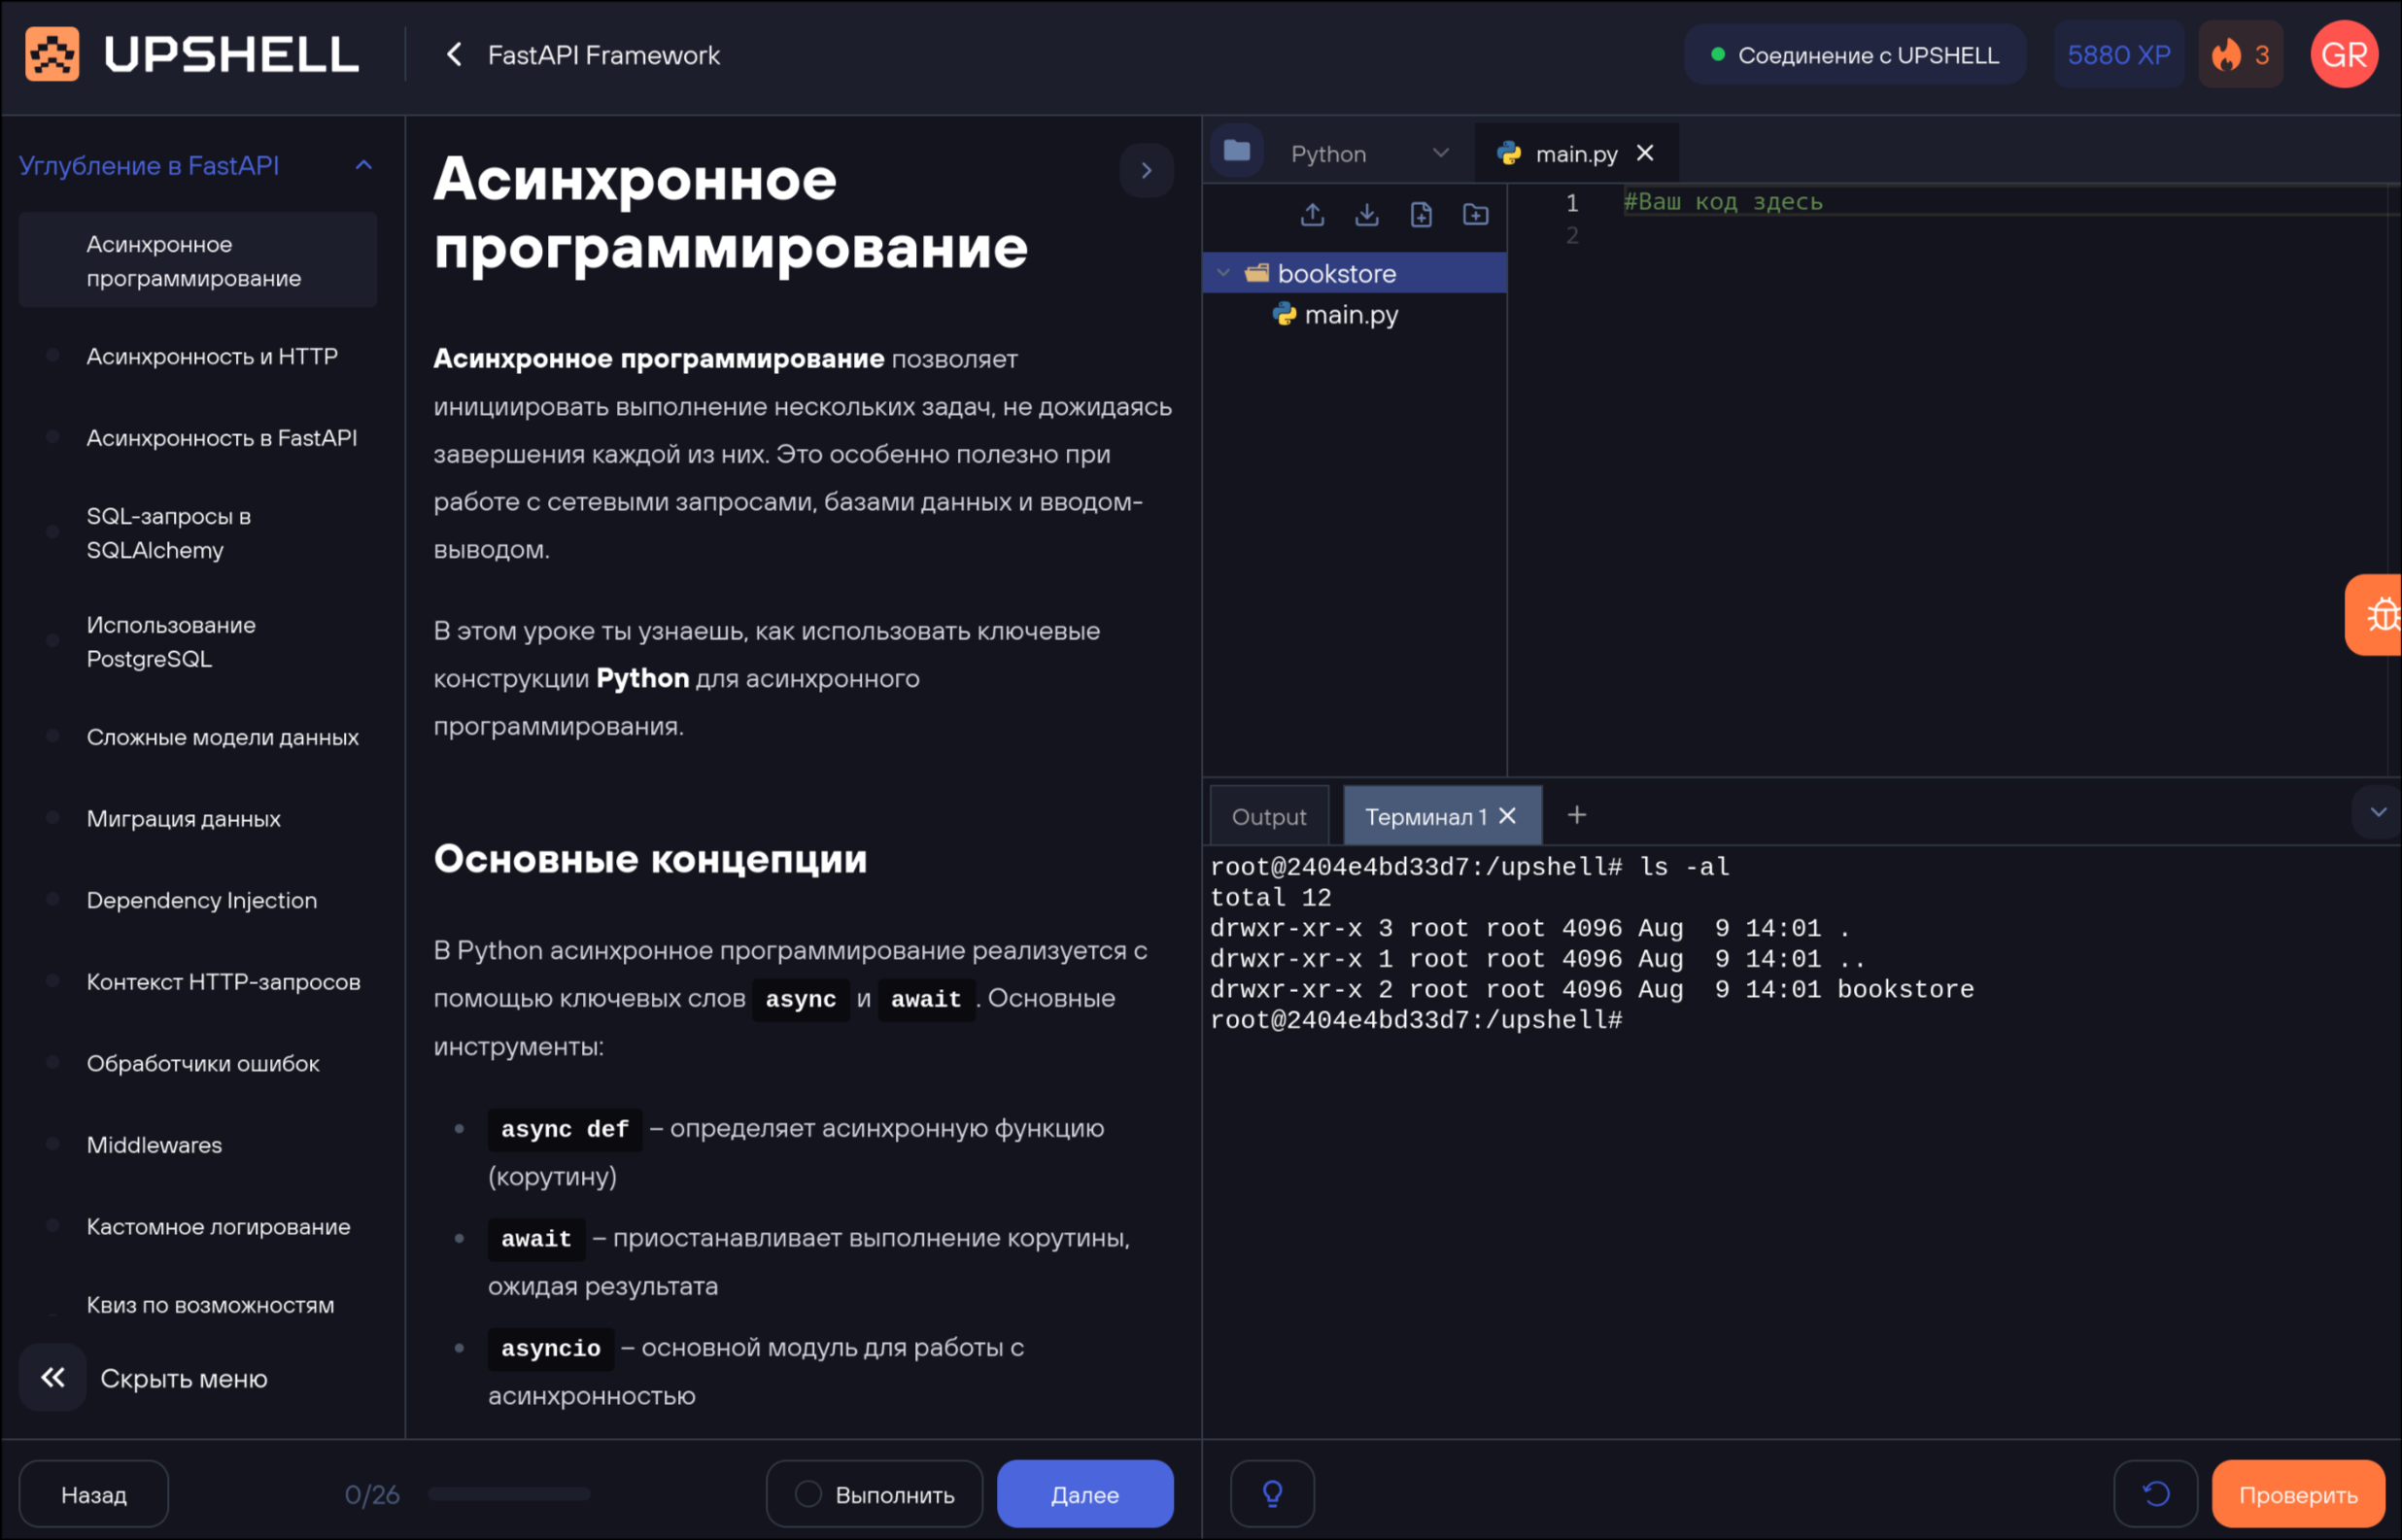 UPSHELL
FastAPI Framework
Соединение с UPSHELL
5880 XP
3
GR
Углубление в FastAPI
Асинхронное
программирование
Асинхронность и HTTP
Асинхронность в FastAPI
SQL-запросы в
SQLAlchemy
Использование
PostgreSQL
Сложные модели данных
Миграция данных
Dependency Injection
Контекст HTTP-запросов
Обработчики ошибок
Middlewares
Кастомное логирование
Квиз по возможностям
Скрыть меню
Асинхронное
программирование
Асинхронное программирование позволяет
инициировать выполнение нескольких задач, не дожидаясь
завершения каждой из них. Это особенно полезно при
работе с сетевыми запросами, базами данных и вводом-
выводом.
В этом уроке ты узнаешь, как использовать ключевые
конструкции Python для асинхронного
программирования.
Основные концепции
В Python асинхронное программирование реализуется с
помощью ключевых слов async и await . Основные
инструменты:
async def – определяет асинхронную функцию
(корутину)
await – приостанавливает выполнение корутины,
ожидая результата
asyncio – основной модуль для работы с
асинхронностью
Python
main.py
bookstore
main.py
1 #Ваш код здесь
2
Output
Терминал 1
root@2404e4bd33d7:/upshell# ls -al
total 12
drwxr-xr-x 3 root root 4096 Aug  9 14:01 .
drwxr-xr-x 1 root root 4096 Aug  9 14:01 ..
drwxr-xr-x 2 root root 4096 Aug  9 14:01 bookstore
root@2404e4bd33d7:/upshell#
Назад
0/26
Выполнить
Далее
Проверить